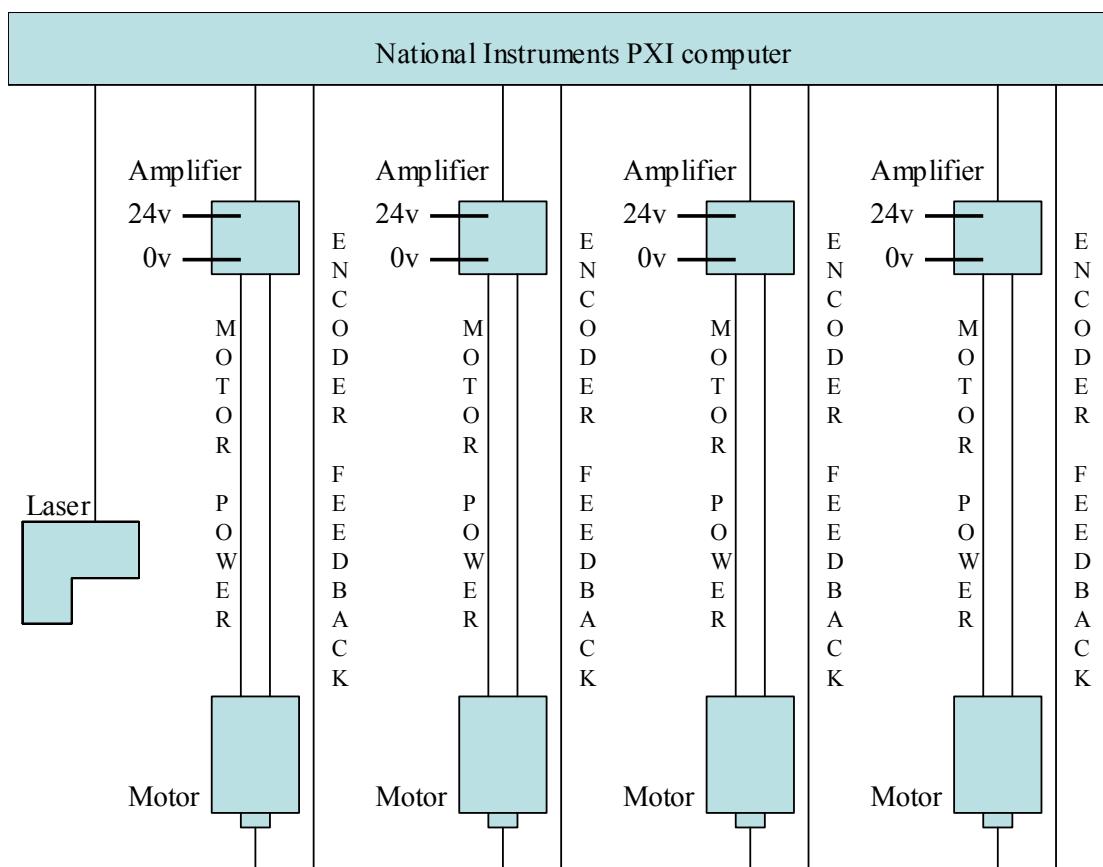 National Instruments PXI computer
Amplifier
Amplifier
Amplifier
Amplifier
24v
24v
24v
24v
0v
0v
0v
0v
MOTOR POWER
ENCODER FEEDBACK
MOTOR POWER
ENCODER FEEDBACK
MOTOR POWER
ENCODER FEEDBACK
MOTOR POWER
ENCODER FEEDBACK
Laser
Motor
Motor
Motor
Motor